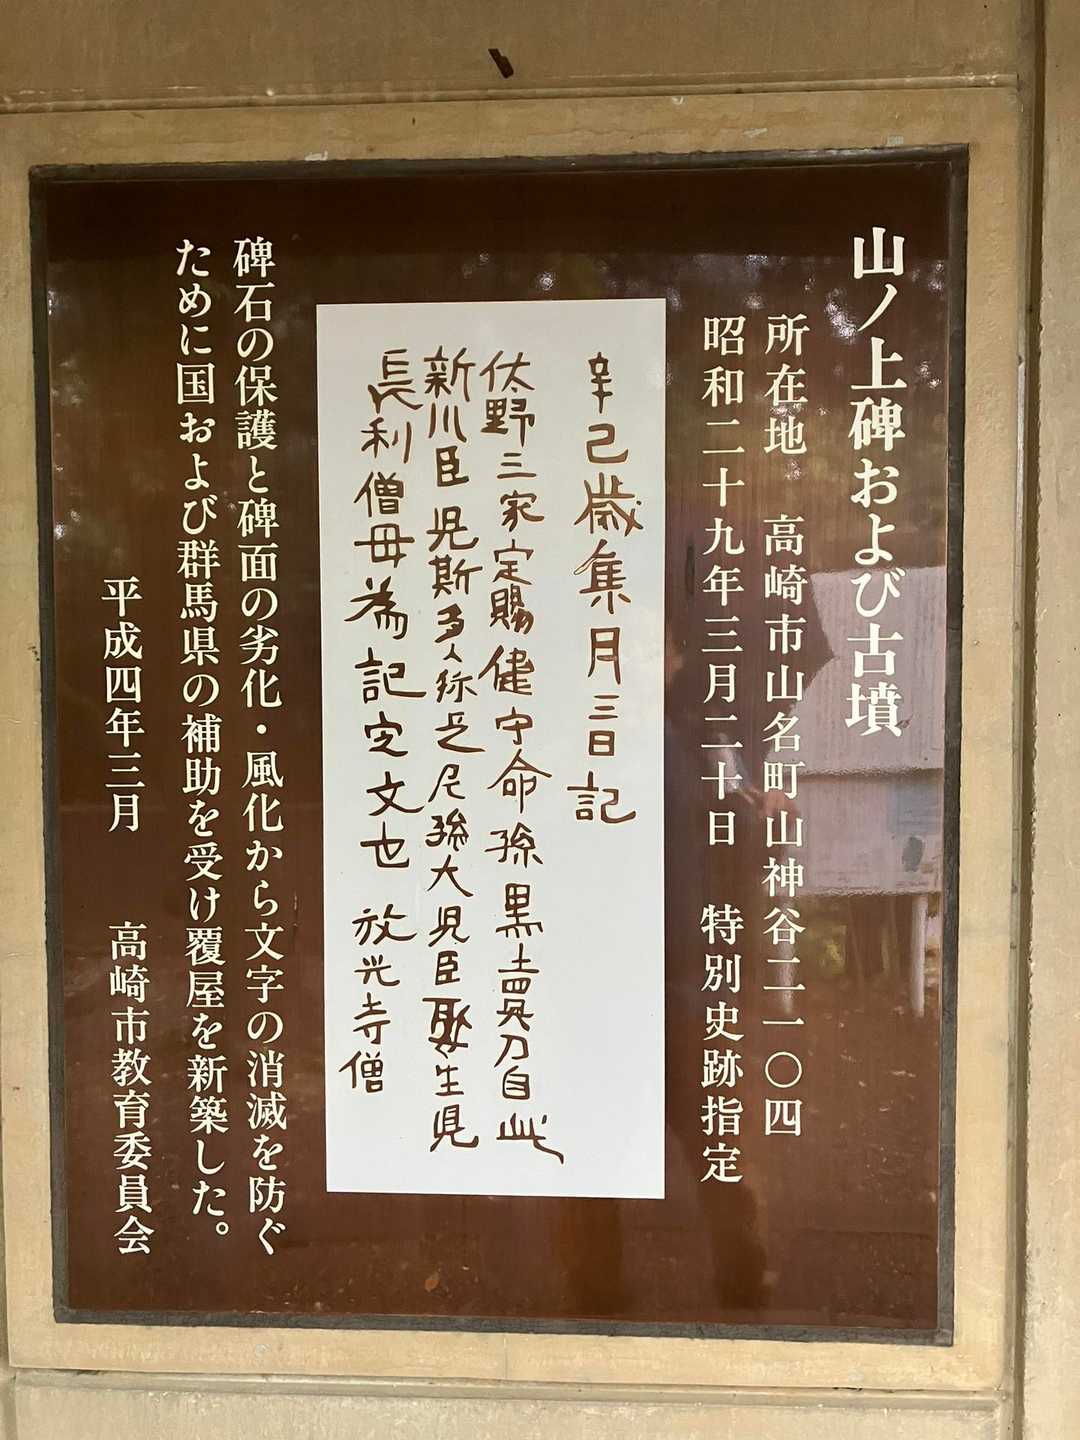 山ノ上碑および古墳
所在地　高崎市山名町山神谷二一〇四
昭和二十九年三月二十日　特別史跡指定
辛己歳集月三日記
佐野三家定賜健守命孫黒売刀自此
新川臣児斯多々弥足尼孫大児臣娶生児
長利僧母為記定文也　放光寺僧
碑石の保護と碑面の劣化・風化から文字の消滅を防ぐ
ために国および群馬県の補助を受け覆屋を新築した。
平成四年三月　高崎市教育委員会